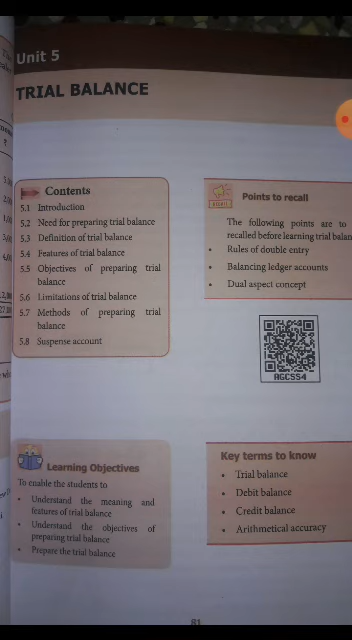 Unit 5
TRIAL BALANCE
Contents
5.1 Introduction
5.2 Need for preparing trial balance
5.3 Definition of trial balance
5.4 Features of trial balance
5.5 Objectives of preparing trial
balance
5.6 Limitations of trial balance
5.7 Methods of preparing trial
balance
5.8 Suspense account
Points to recall
The following points are to
recalled before learning trial balan
• Rules of double entry
• Balancing ledger accounts
• Dual aspect concept
AGCSS4
Learning Objectives
To enable the students to
• Understand the meaning and
features of trial balance
• Understand the objectives of
preparing trial balance
• Prepare the trial balance
Key terms to know
• Trial balance
• Debit balance
• Credit balance
• Arithmetical accuracy
81